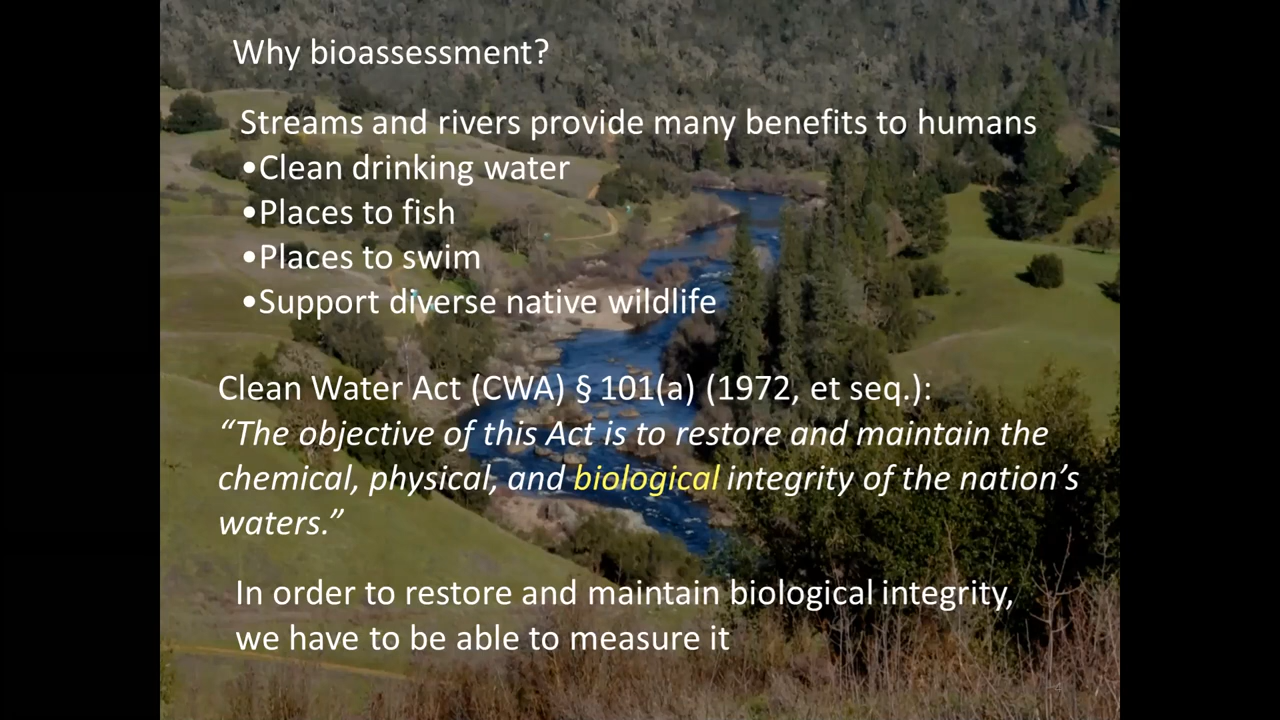 Why bioassessment?
Streams and rivers provide many benefits to humans
•Clean drinking water
•Places to fish
•Places to swim
•Support diverse native wildlife
Clean Water Act (CWA) § 101(a) (1972, et seq.):
“The objective of this Act is to restore and maintain the
chemical, physical, and biological integrity of the nation’s
waters.”
In order to restore and maintain biological integrity,
we have to be able to measure it